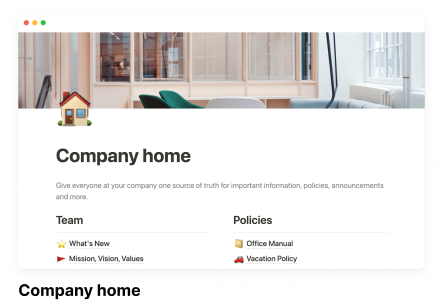 Company home
Give everyone at your company one source of truth for important information, policies, announcements
and more.
Team
What's New
Mission, Vision, Values
Policies
Office Manual
Vacation Policy
Company home